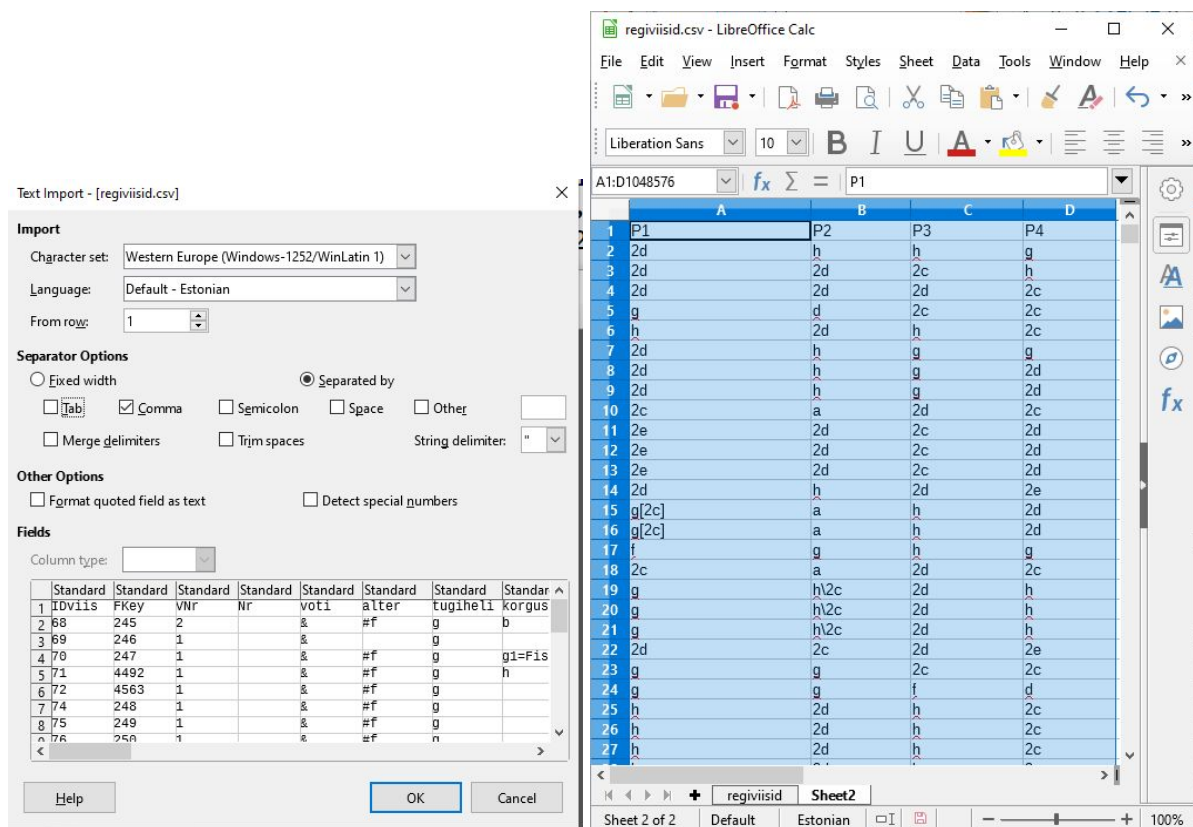 Text Import - [regiviisid.csv]
Import
Character set: Western Europe (Windows-1252/WinLatin 1)
Language: Default - Estonian
From row: 1
Separator Options
Fixed width Separated by
Tab Comma Semicolon Space Other
Merge delimiters Trim spaces String delimiter: "
Other Options
Format quoted field as text Detect special numbers
Fields
Column type:
Standard Standard Standard Standard Standard Standard Standard Standar
1 IDviis FKey VNr Nr voti alter tugiheli korgus
2 68 245 2 & #f g b
3 69 246 1 & g
4 70 247 1 & #f g g1=Fis
5 71 4492 1 & #f g h
6 72 4563 1 & #f g
7 74 248 1 & #f g
8 75 249 1 & #f g
9 76 250 1 & #f g
Help OK Cancel
regiviisid.csv - LibreOffice Calc
File Edit View Insert Format Styles Sheet Data Tools Window Help
Liberation Sans 10 B I U A
A1:D1048576 fx Σ = P1
A B C D
1 P1 P2 P3 P4
2 2d h h g
3 2d 2d 2c h
4 2d 2d 2d 2c
5 g d 2c 2c
6 h 2d h 2c
7 2d h g g
8 2d h g 2d
9 2d h g 2d
10 2c a 2d 2c
11 2e 2d 2c 2d
12 2e 2d 2c 2d
13 2e 2d 2c 2d
14 2d h 2d 2e
15 g[2c] a h 2d
16 g[2c] a h 2d
17 f g h g
18 2c a 2d 2c
19 g h\2c 2d h
20 g h\2c 2d h
21 g h\2c 2d h
22 2d 2c 2d 2e
23 g g 2c 2c
24 g g f d
25 h 2d h 2c
26 h 2d h 2c
27 h 2d h 2c
regiviisid Sheet2
Sheet 2 of 2 Default Estonian 100%